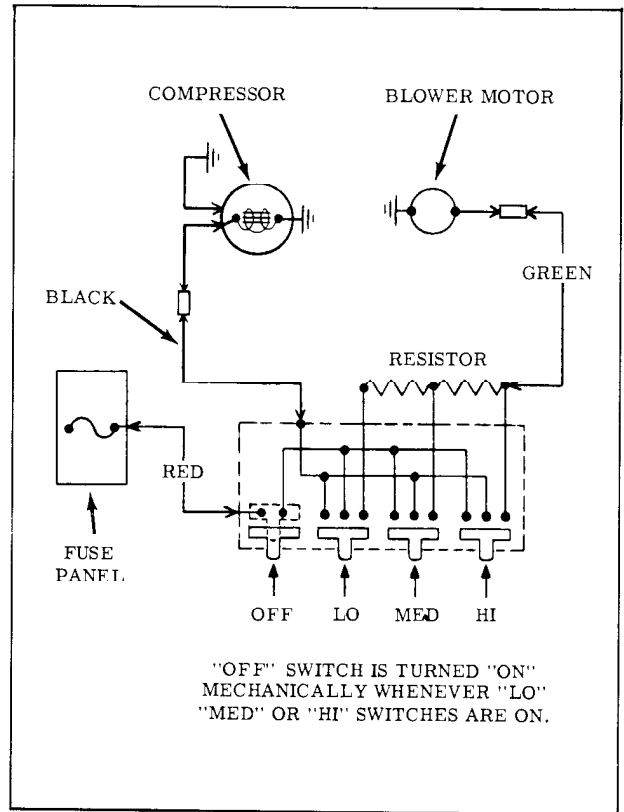 COMPRESSOR
BLOWER MOTOR
GREEN
BLACK
RESISTOR
RED
FUSE
PANEL
OFF
LO
MED
HI
"OFF" SWITCH IS TURNED "ON"
MECHANICALLY WHENEVER "LO"
"MED" OR "HI" SWITCHES ARE ON.